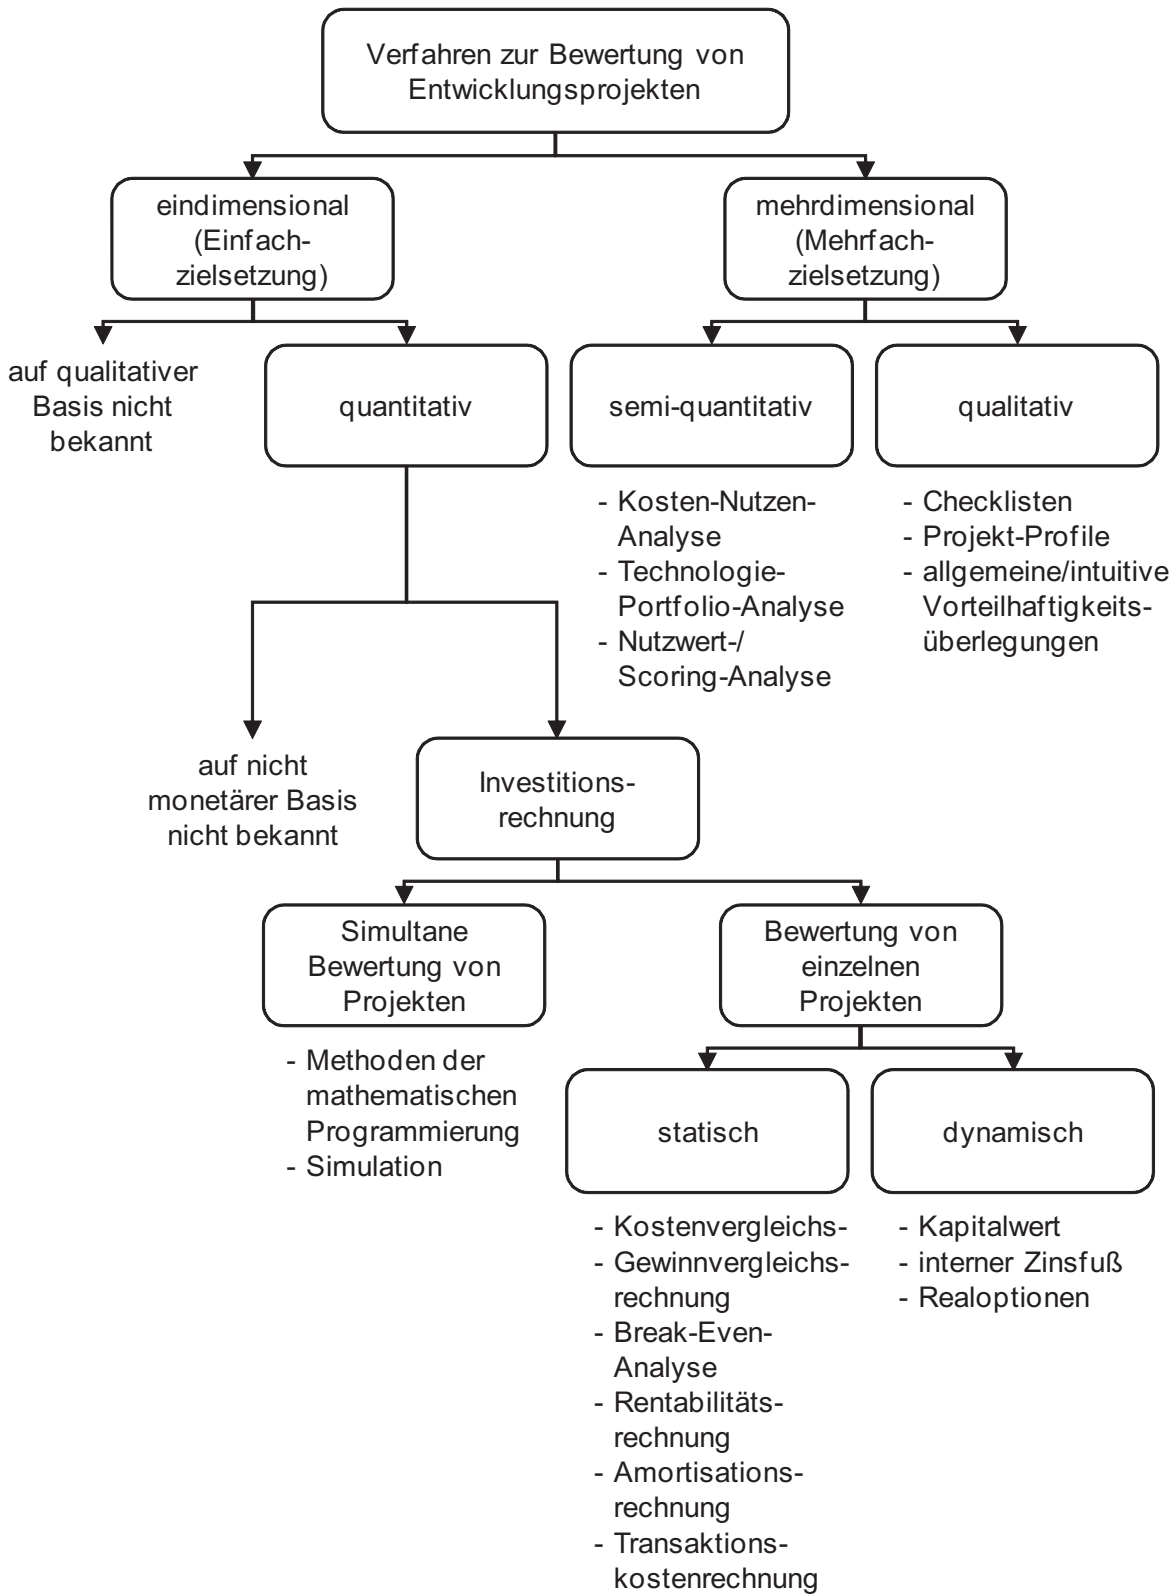 Verfahren zur Bewertung von
Entwicklungsprojekten
eindimensional
(Einfach-
zielsetzung)
mehrdimensional
(Mehrfach-
zielsetzung)
auf qualitativer
Basis nicht
bekannt
quantitativ
semi-quantitativ
qualitativ
- Kosten-Nutzen-
Analyse
- Technologie-
Portfolio-Analyse
- Nutzwert-/
Scoring-Analyse
- Checklisten
- Projekt-Profile
- allgemeine/intuitive
Vorteilhaftigkeits-
überlegungen
auf nicht
monetärer Basis
nicht bekannt
Investitions-
rechnung
Simultane
Bewertung von
Projekten
Bewertung von
einzelnen
Projekten
- Methoden der
mathematischen
Programmierung
- Simulation
statisch
dynamisch
- Kostenvergleichs-
- Gewinnvergleichs-
rechnung
- Break-Even-
Analyse
- Rentabilitäts-
rechnung
- Amortisations-
rechnung
- Transaktions-
kostenrechnung
- Kapitalwert
- interner Zinsfuß
- Realoptionen